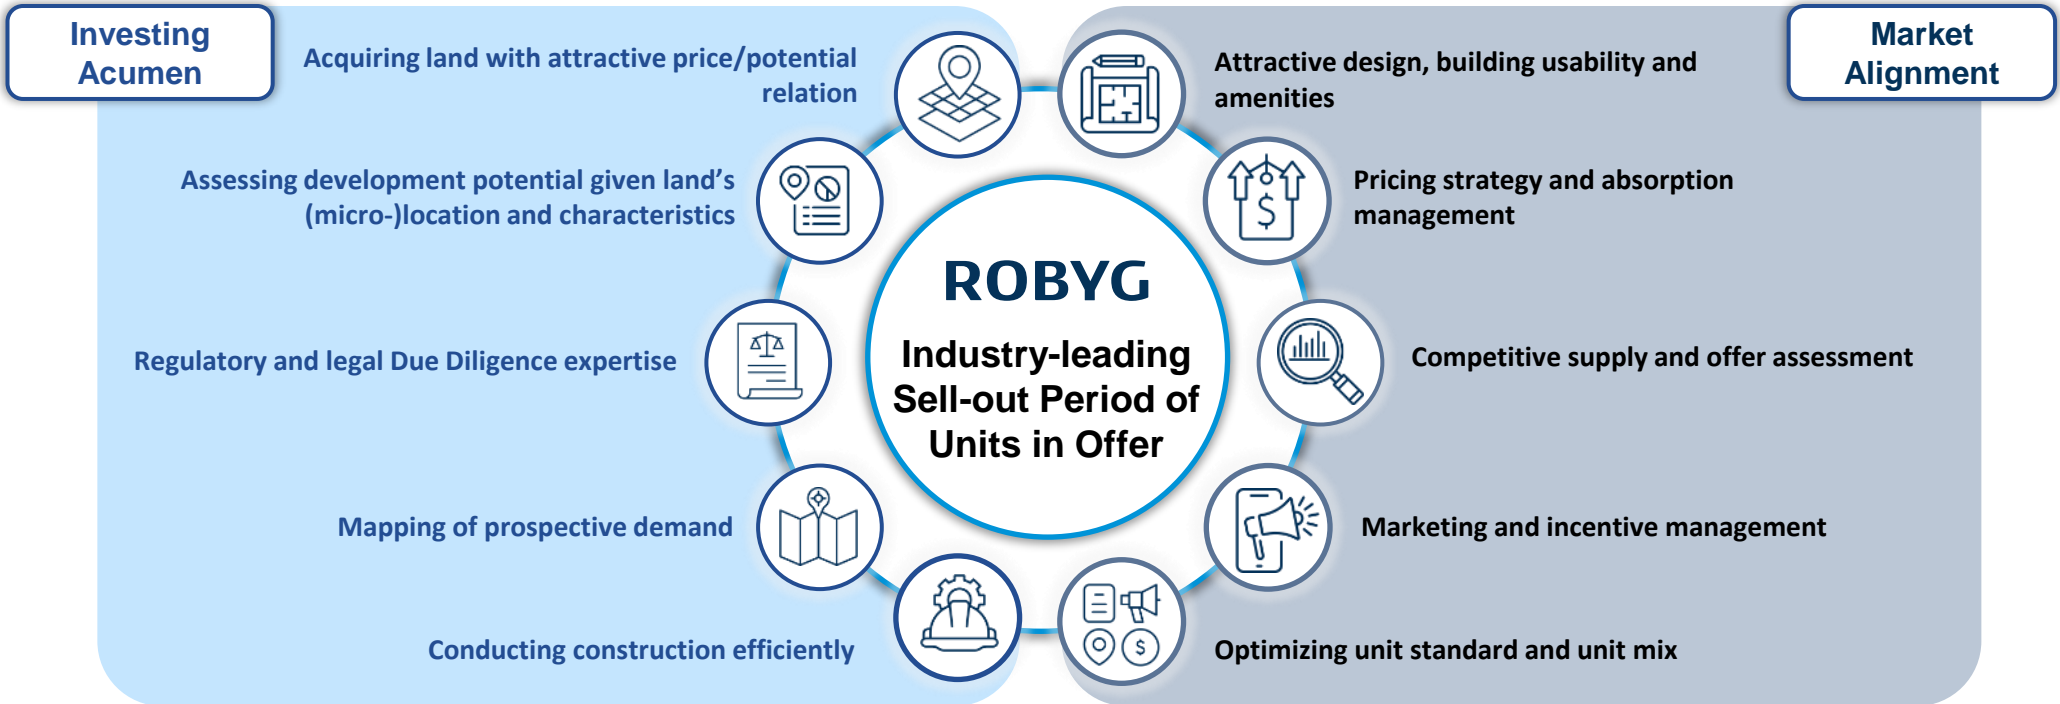 Investing
Acumen
Acquiring land with attractive price/potential
relation
Assessing development potential given land’s
(micro-)location and characteristics
Regulatory and legal Due Diligence expertise
Mapping of prospective demand
Conducting construction efficiently
ROBYG
Industry-leading
Sell-out Period of
Units in Offer
Market
Alignment
Attractive design, building usability and
amenities
Pricing strategy and absorption
management
Competitive supply and offer assessment
Marketing and incentive management
Optimizing unit standard and unit mix
$
$